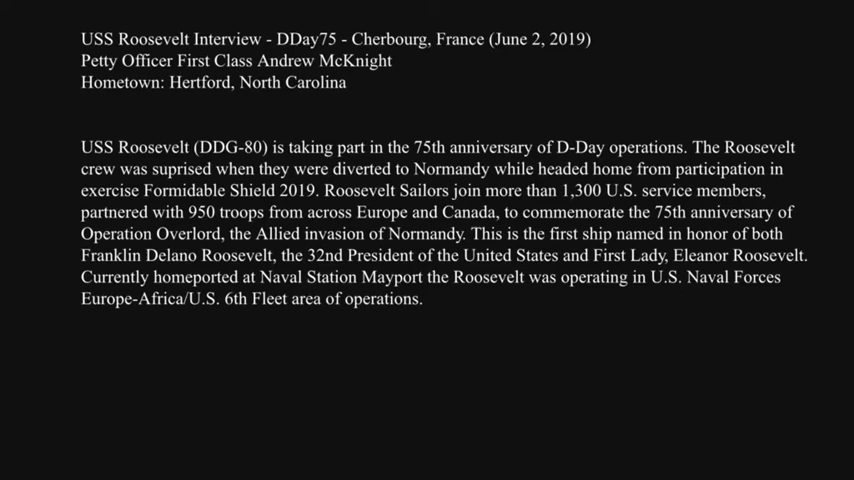 USS Roosevelt Interview - DDay75 - Cherbourg, France (June 2, 2019)
Petty Officer First Class Andrew McKnight
Hometown: Hertford, North Carolina
USS Roosevelt (DDG-80) is taking part in the 75th anniversary of D-Day operations. The Roosevelt
crew was suprised when they were diverted to Normandy while headed home from participation in
exercise Formidable Shield 2019. Roosevelt Sailors join more than 1,300 U.S. service members,
partnered with 950 troops from across Europe and Canada, to commemorate the 75th anniversary of
Operation Overlord, the Allied invasion of Normandy. This is the first ship named in honor of both
Franklin Delano Roosevelt, the 32nd President of the United States and First Lady, Eleanor Roosevelt.
Currently homeported at Naval Station Mayport the Roosevelt was operating in U.S. Naval Forces
Europe-Africa/U.S. 6th Fleet area of operations.